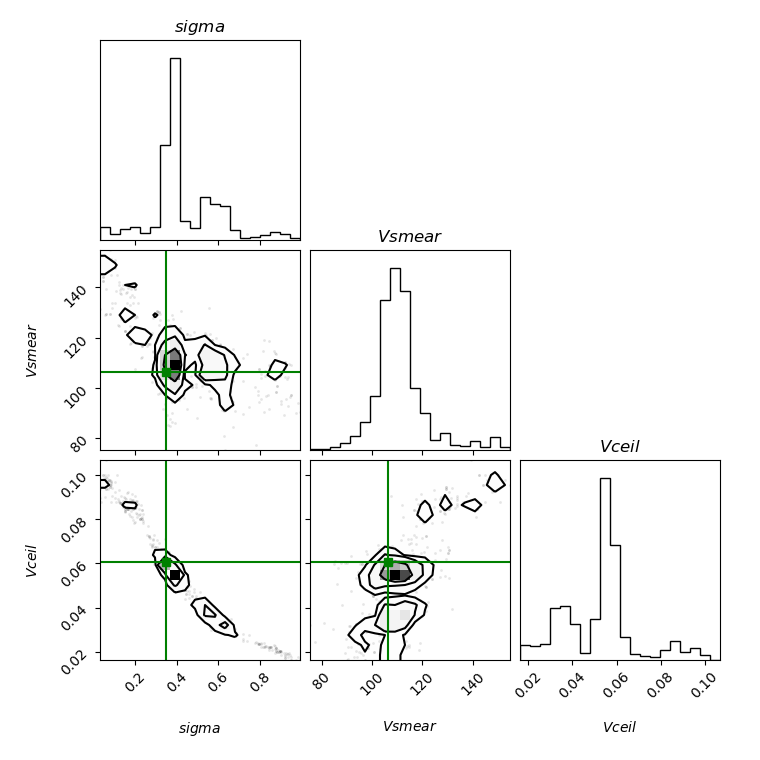 sigma
Vsmear
140
120
100
80
Vsmear
Vceil
0.10
0.08
0.06
0.04
0.02
Vceil
0.2 0.4 0.6 0.8
80 100 120 140
0.02 0.04 0.06 0.08 0.10
sigma Vsmear Vceil